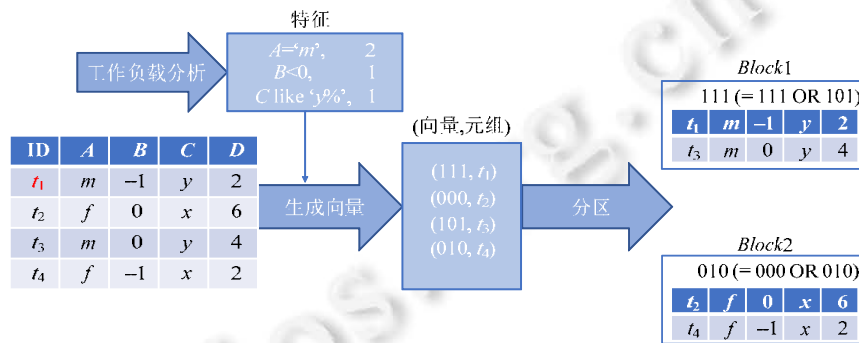 特征
A=‘m’, 2
B<0, 1
C like ‘y%’, 1
工作负载分析
ID A B C D
t1 m −1 y 2
t2 f 0 x 6
t3 m 0 y 4
t4 f −1 x 2
生成向量
(向量,元组)
(111, t1)
(000, t2)
(101, t3)
(010, t4)
分区
Block1
111 (= 111 OR 101)
t1 m −1 y 2
t3 m 0 y 4
Block2
010 (= 000 OR 010)
t2 f 0 x 6
t4 f −1 x 2